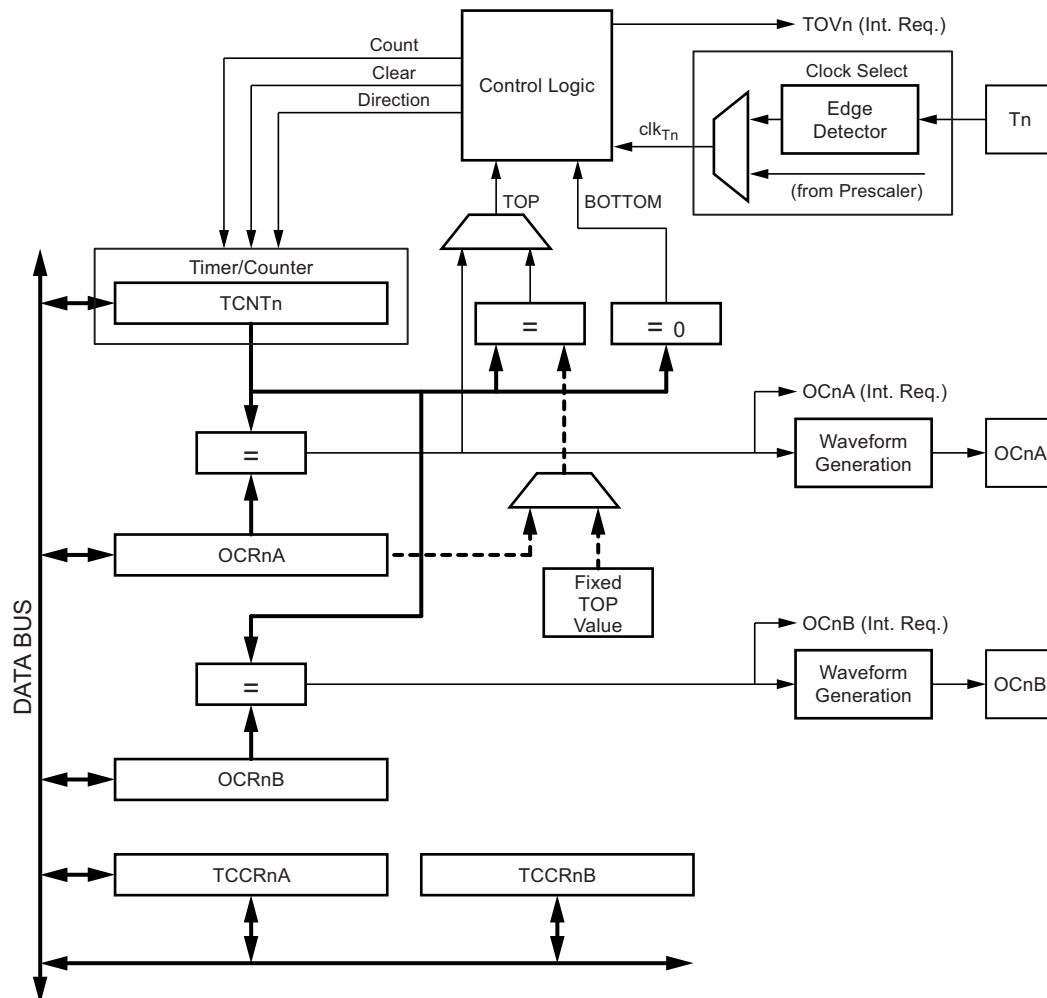 TOVn (Int. Req.)
Count
Clear
Direction
Control Logic
Clock Select
Edge
Detector
Tn
clkTn
(from Prescaler)
TOP
BOTTOM
Timer/Counter
TCNTn
=
= 0
OCnA (Int. Req.)
=
Waveform
Generation
OCnA
OCRnA
Fixed
TOP
Value
DATA BUS
OCnB (Int. Req.)
=
Waveform
Generation
OCnB
OCRnB
TCCRnA
TCCRnB